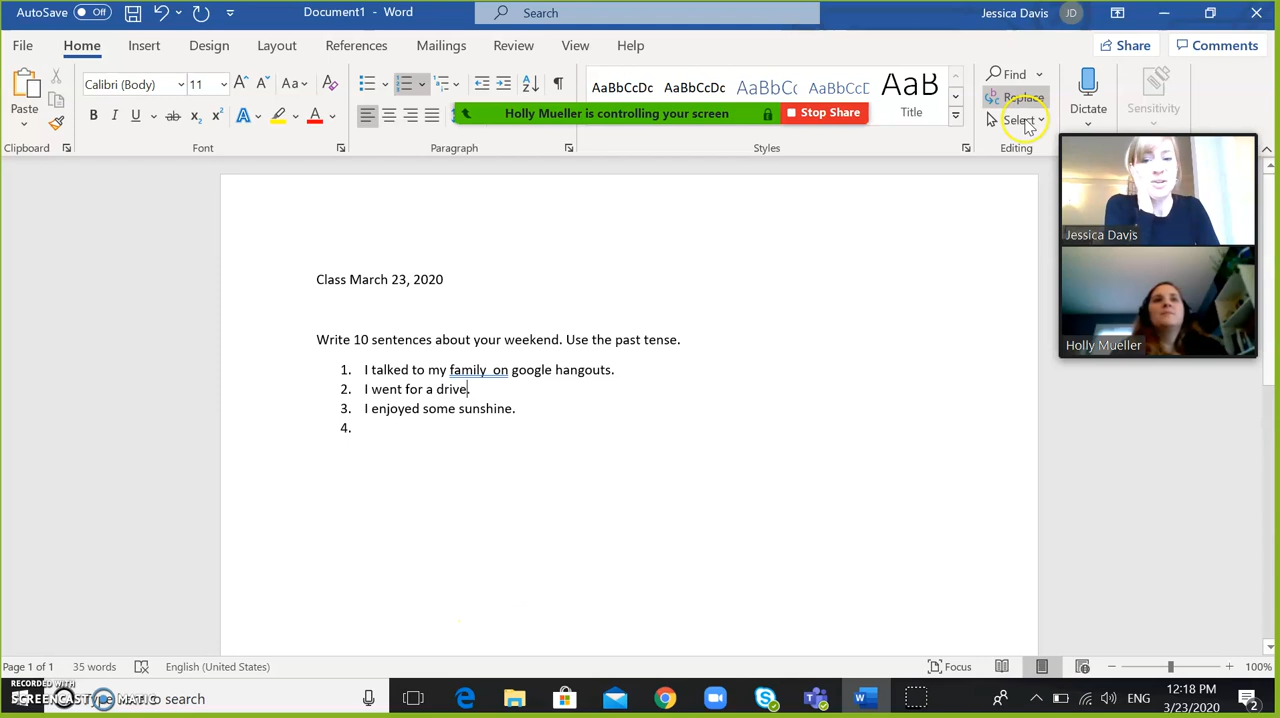 AutoSave Off Document1 - Word Search Jessica Davis JD
File Home Insert Design Layout References Mailings Review View Help Share Comments
Paste Calibri (Body) 11 Aa AaBbCcDc AaBbCcDc AaBbCc AaBbCcD AaB Title Find Replace Select Dictate Sensitivity
Holly Mueller is controlling your screen Stop Share
Clipboard Font Paragraph Styles Editing
Jessica Davis
Holly Mueller
Class March 23, 2020
Write 10 sentences about your weekend. Use the past tense.
1. I talked to my family  on google hangouts.
2. I went for a drive.
3. I enjoyed some sunshine.
4.
Page 1 of 1 35 words English (United States) Focus 100%
RECORDED WITH
SCREENCAST-O-MATIC to search ENG 12:18 PM
3/23/2020 2